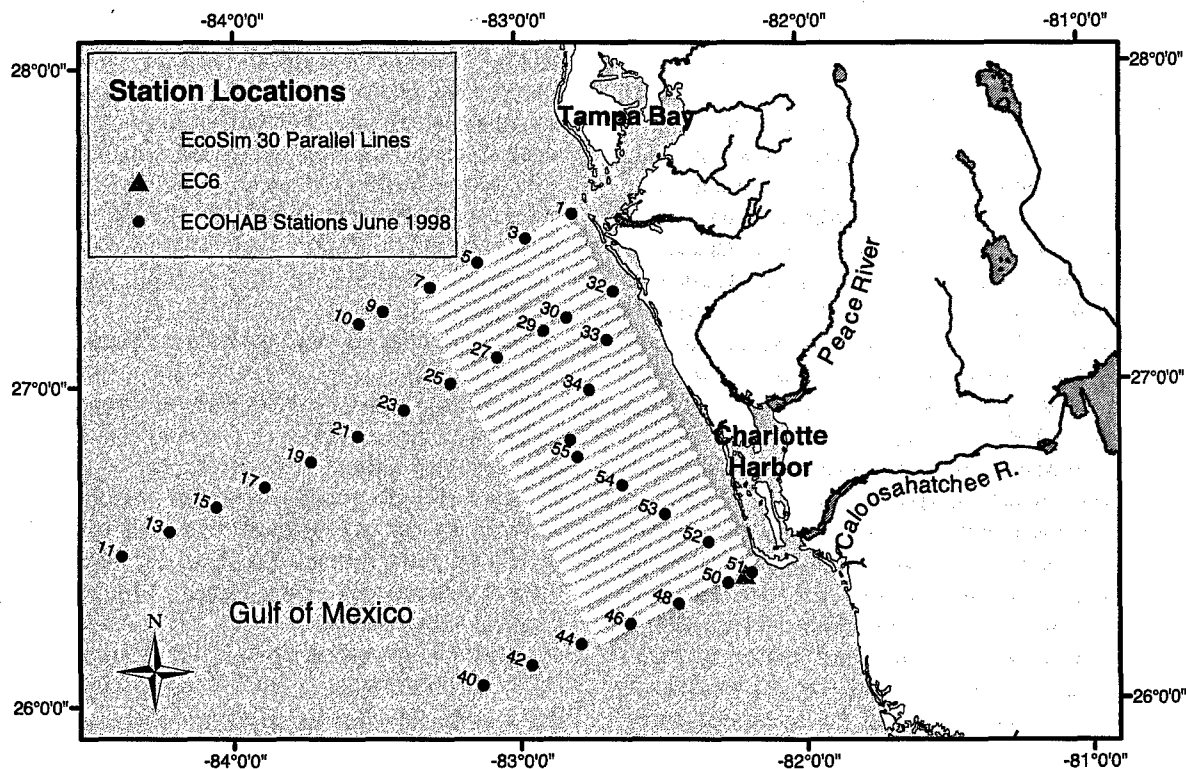 -84°0'0" -83°0'0" -82°0'0" -81°0'0"
28°0'0" 28°0'0"
Station Locations
EcoSim 30 Parallel Lines
EC6
ECOHAB Stations June 1998
Tampa Bay
1
3
5
7
9
10
32
30
29
33
27
25
34
23
21
19
17
15
13
11
55
54
53
52
51
50
48
46
44
42
40
Peace River
27°0'0" 27°0'0"
Charlotte
Harbor
Caloosahatchee R.
Gulf of Mexico
N
26°0'0" 26°0'0"
-84°0'0" -83°0'0" -82°0'0" -81°0'0"